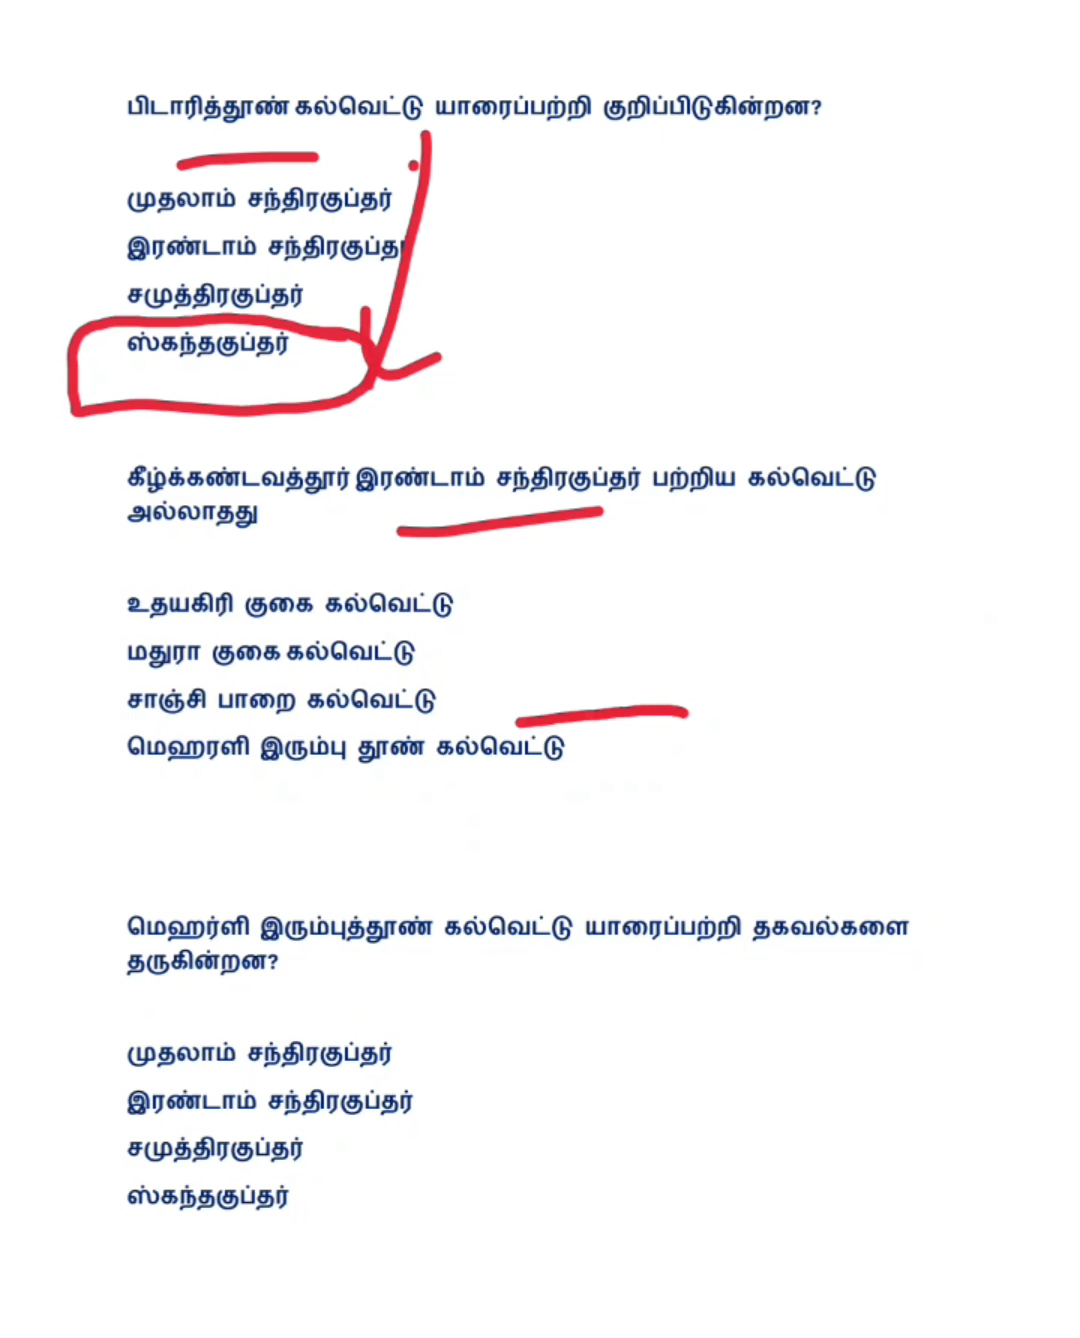 பிடாரித்தூண் கல்வெட்டு யாரைப்பற்றி குறிப்பிடுகின்றன?
முதலாம் சந்திரகுப்தர்
இரண்டாம் சந்திரகுப்தர்
சமுத்திரகுப்தர்
ஸ்கந்தகுப்தர்
கீழ்க்கண்டவத்தூர் இரண்டாம் சந்திரகுப்தர் பற்றிய கல்வெட்டு
அல்லாதது
உதயகிரி குகை கல்வெட்டு
மதுரா குகை கல்வெட்டு
சாஞ்சி பாறை கல்வெட்டு
மெஹரளி இரும்பு தூண் கல்வெட்டு
மெஹர்ளி இரும்புத்தூண் கல்வெட்டு யாரைப்பற்றி தகவல்களை
தருகின்றன?
முதலாம் சந்திரகுப்தர்
இரண்டாம் சந்திரகுப்தர்
சமுத்திரகுப்தர்
ஸ்கந்தகுப்தர்